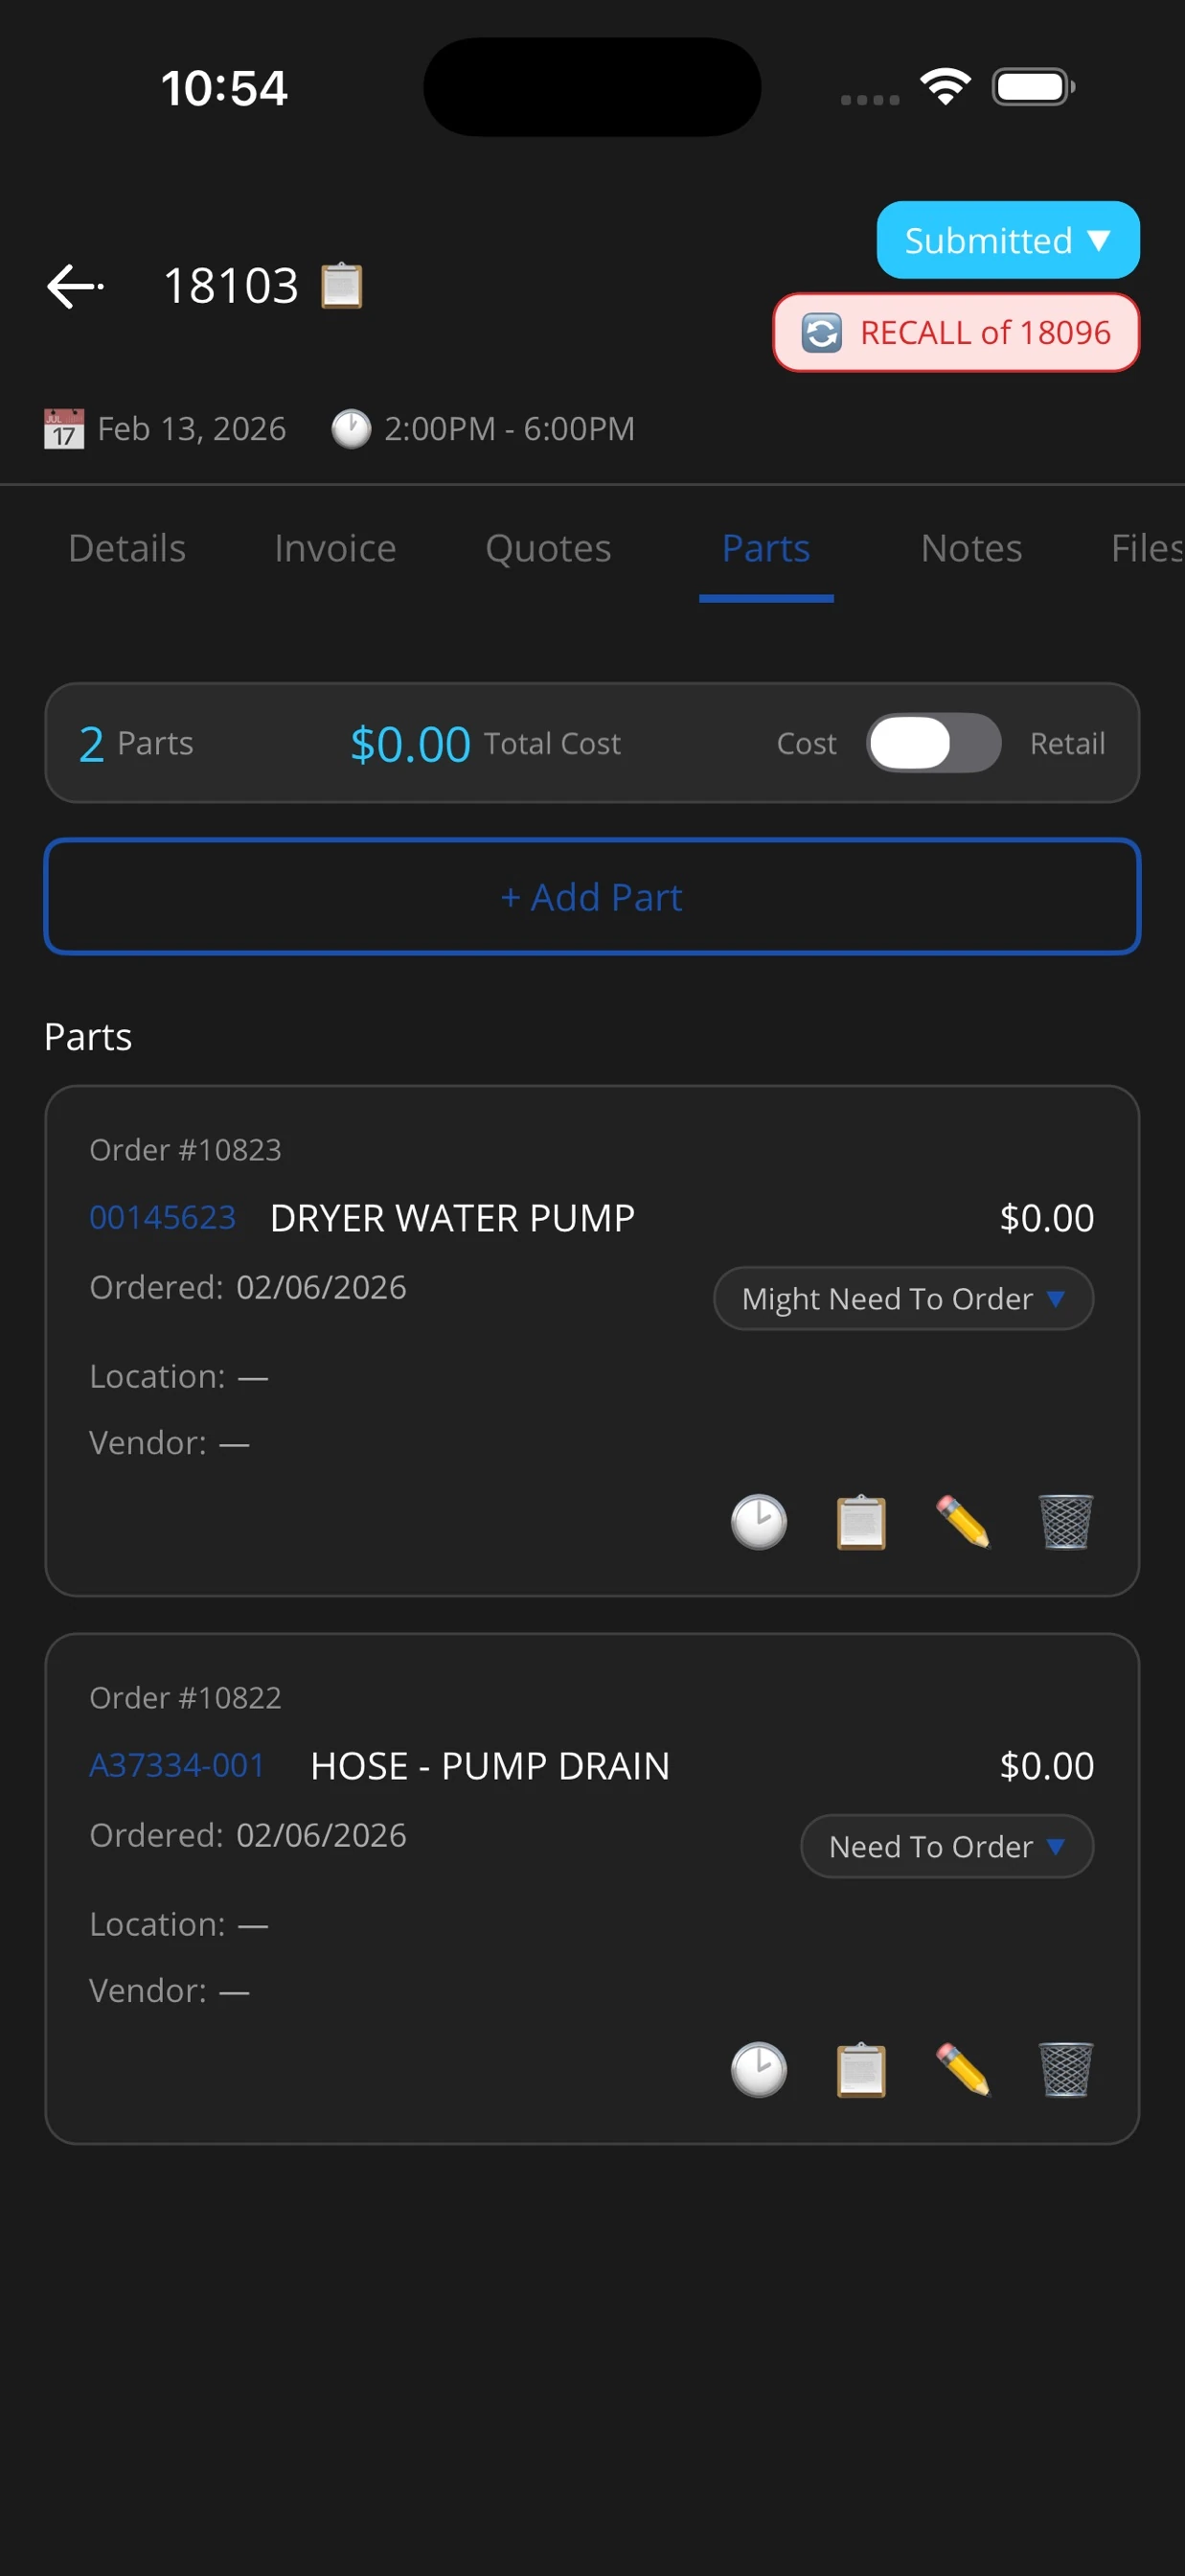 10:54
Submitted ▼
18103
RECALL of 18096
JUL 17 Feb 13, 2026 2:00PM - 6:00PM
Details Invoice Quotes Parts Notes Files
2 Parts $0.00 Total Cost Cost Retail
+ Add Part
Parts
Order #10823
00145623 DRYER WATER PUMP $0.00
Ordered: 02/06/2026 Might Need To Order ▼
Location: —
Vendor: —
Order #10822
A37334-001 HOSE - PUMP DRAIN $0.00
Ordered: 02/06/2026 Need To Order ▼
Location: —
Vendor: —